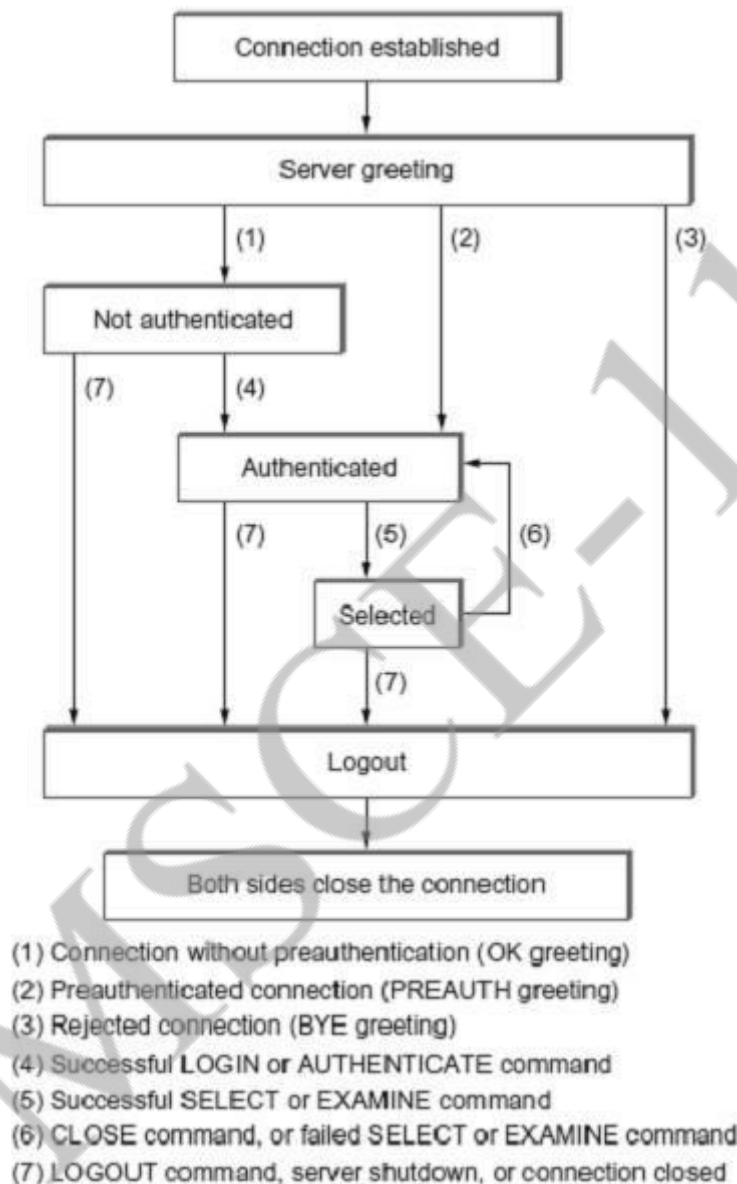 Connection established
Server greeting
(1) (2) (3)
Not authenticated
(7) (4)
Authenticated
(7) (5) (6)
Selected
(7)
Logout
Both sides close the connection
(1) Connection without preauthentication (OK greeting)
(2) Preauthenticated connection (PREAUTH greeting)
(3) Rejected connection (BYE greeting)
(4) Successful LOGIN or AUTHENTICATE command
(5) Successful SELECT or EXAMINE command
(6) CLOSE command, or failed SELECT or EXAMINE command
(7) LOGOUT command, server shutdown, or connection closed
MSCE-1